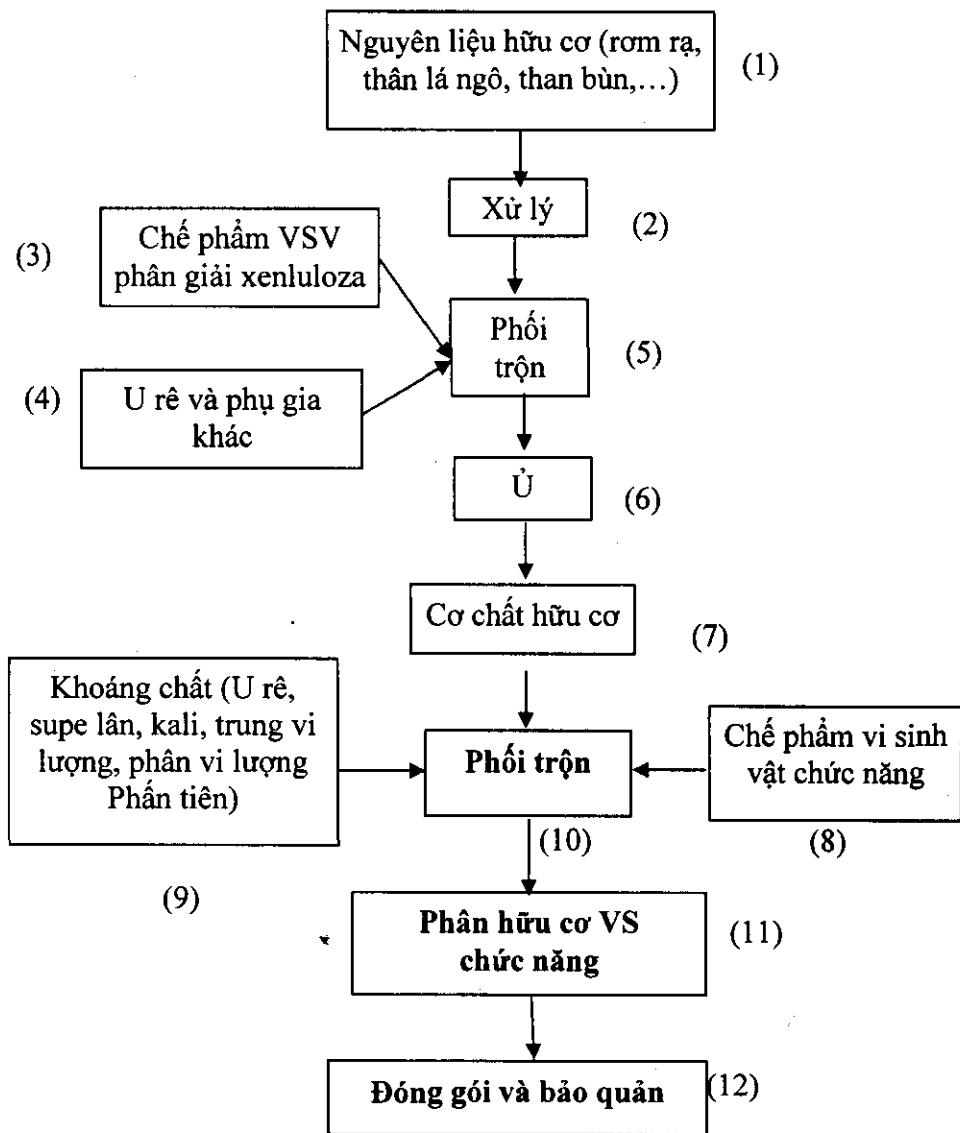 Nguyên liệu hữu cơ (rơm rạ,
thân lá ngô, than bùn,…)
(1)
Xử lý
(2)
(3)
Chế phẩm VSV
phân giải xenluloza
Phối
trộn
(5)
(4)
U rê và phụ gia
khác
Ủ
(6)
Cơ chất hữu cơ
(7)
Khoáng chất (U rê,
supe lân, kali, trung vi
lượng, phân vi lượng
Phấn tiên)
(9)
Phối trộn
(10)
Chế phẩm vi sinh
vật chức năng
(8)
Phân hữu cơ VS
chức năng
(11)
Đóng gói và bảo quản
(12)